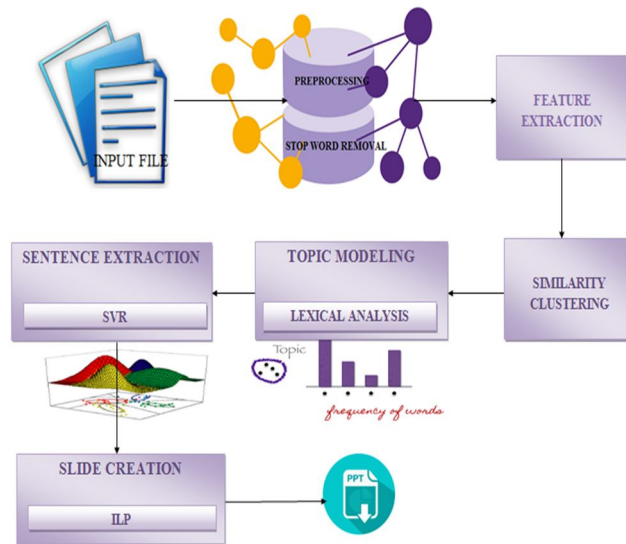 INPUT FILE
PREPROCESSING
STOP WORD REMOVAL
FEATURE
EXTRACTION
SENTENCE EXTRACTION
SVR
TOPIC MODELING
LEXICAL ANALYSIS
SIMILARITY
CLUSTERING
Topic
frequency of words
SLIDE CREATION
ILP
PPT